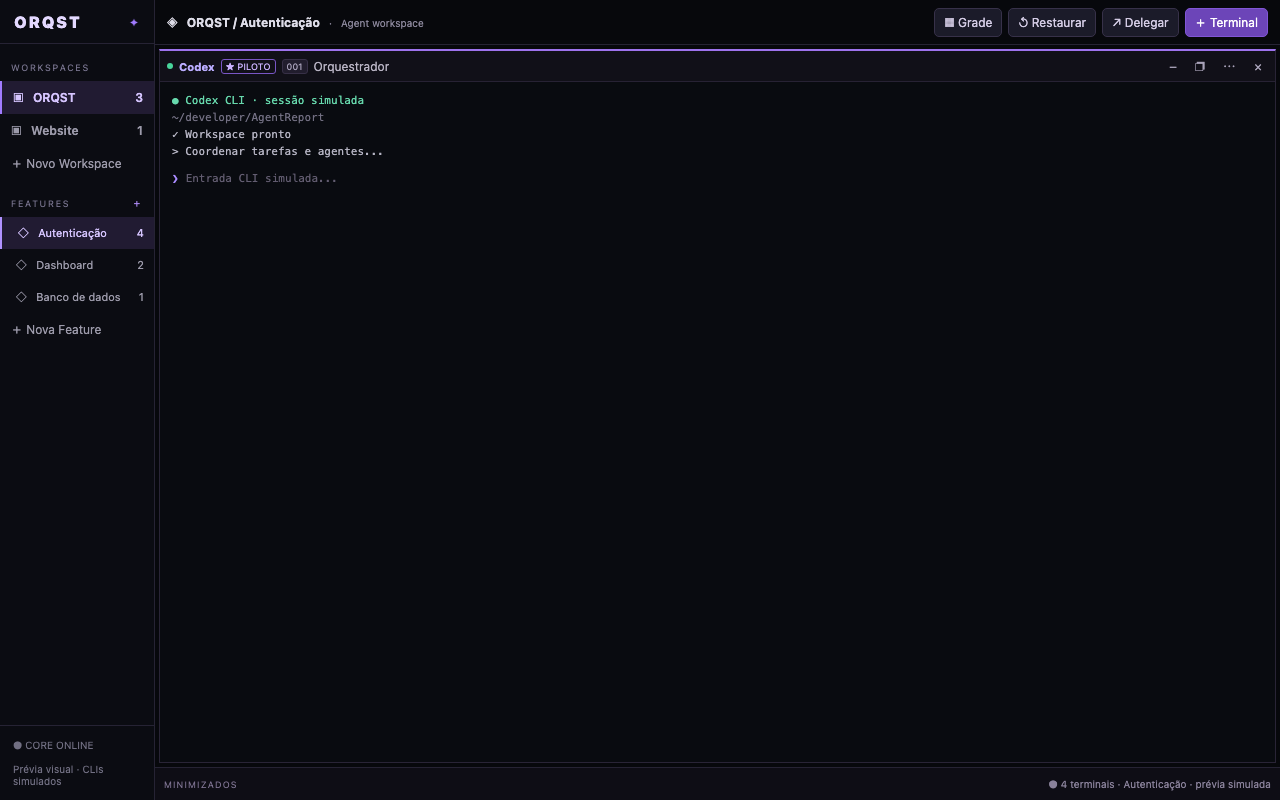 ORQST ✦
WORKSPACES
▣ ORQST 3
▣ Website 1
+ Novo Workspace
FEATURES +
◇ Autenticação 4
◇ Dashboard 2
◇ Banco de dados 1
+ Nova Feature
● CORE ONLINE
Prévia visual · CLIs
simulados
◈ ORQST / Autenticação · Agent workspace
▦ Grade
↺ Restaurar
↗ Delegar
+ Terminal
● Codex ★ PILOTO 001 Orquestrador − ❐ ⋯ ×
● Codex CLI · sessão simulada
~/developer/AgentReport
✓ Workspace pronto
> Coordenar tarefas e agentes...
❯ Entrada CLI simulada...
MINIMIZADOS
● 4 terminais · Autenticação · prévia simulada